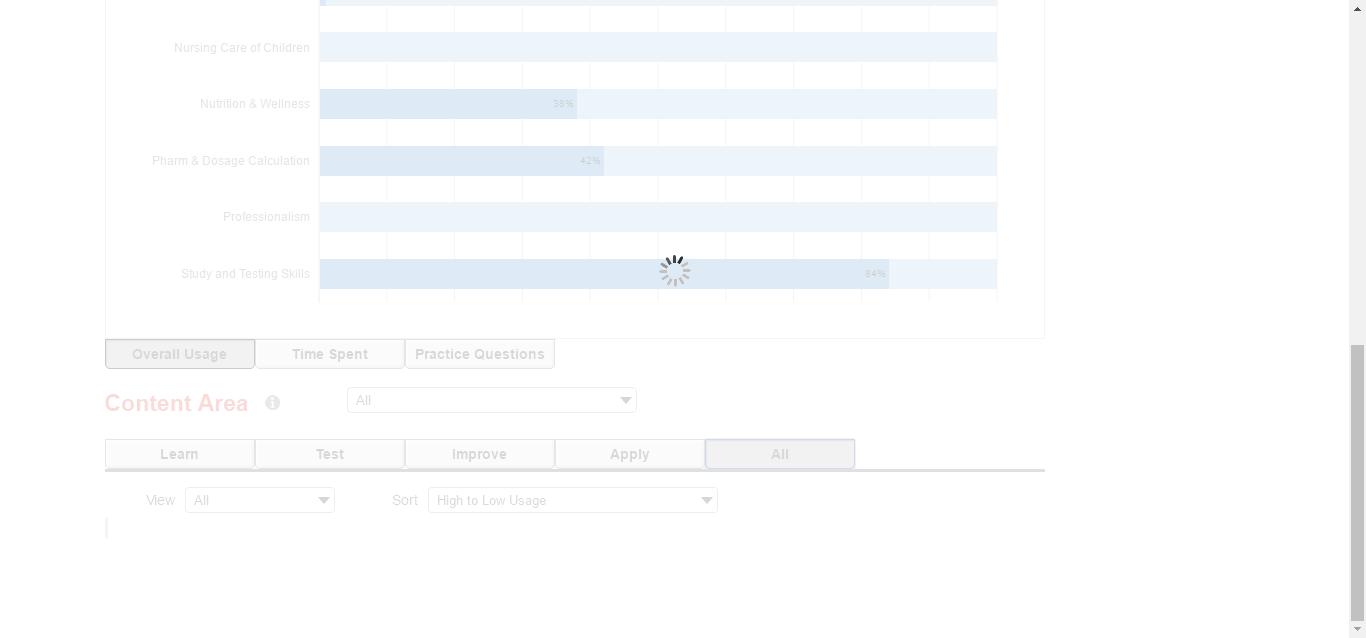 Nursing Care of Children
Nutrition & Wellness
38%
Pharm & Dosage Calculation
42%
Professionalism
Study and Testing Skills
84%
Overall Usage
Time Spent
Practice Questions
Content Area
All
Learn
Test
Improve
Apply
All
View
All
Sort
High to Low Usage